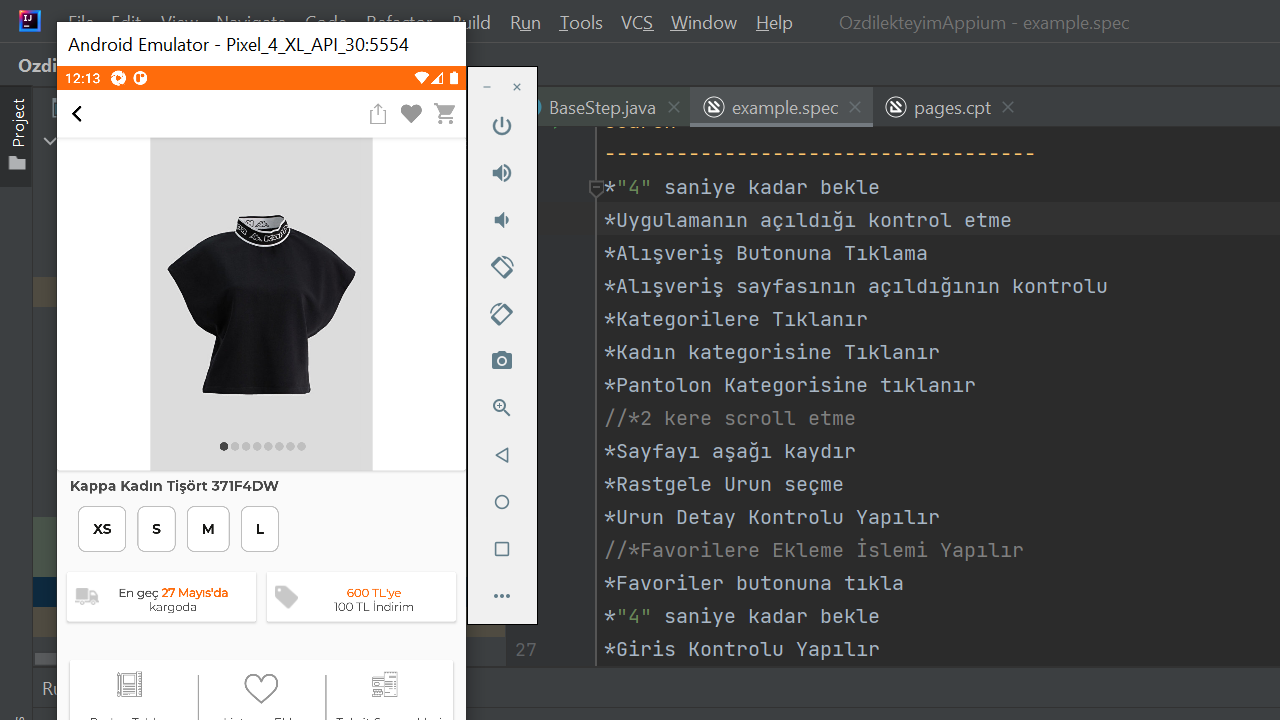 File Edit View Navigate Code Refactor Build Run Tools VCS Window Help OzdilekteyimAppium - example.spec
Android Emulator - Pixel_4_XL_API_30:5554
Ozdi
12:13
Project
BaseStep.java
example.spec
pages.cpt
-----------------------------------
*"4" saniye kadar bekle
*Uygulamanın açıldığı kontrol etme
*Alışveriş Butonuna Tıklama
*Alışveriş sayfasının açıldığının kontrolu
*Kategorilere Tıklanır
*Kadın kategorisine Tıklanır
*Pantolon Kategorisine tıklanır
//*2 kere scroll etme
*Sayfayı aşağı kaydır
*Rastgele Urun seçme
*Urun Detay Kontrolu Yapılır
//*Favorilere Ekleme İslemi Yapılır
*Favoriler butonuna tıkla
*"4" saniye kadar bekle
27
*Giris Kontrolu Yapılır
Kappa Kadın Tişört 371F4DW
XS S M L
En geç 27 Mayıs'da
kargoda
600 TL'ye
100 TL İndirim
Ru